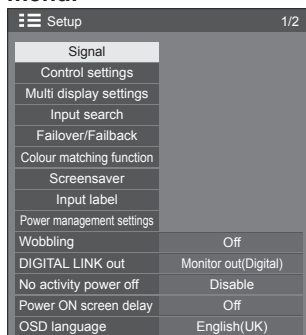 Setup 1/2
Signal
Control settings
Multi display settings
Input search
Failover/Failback
Colour matching function
Screensaver
Input label
Power management settings
Wobbling Off
DIGITAL LINK out Monitor out(Digital)
No activity power off Disable
Power ON screen delay Off
OSD language English(UK)